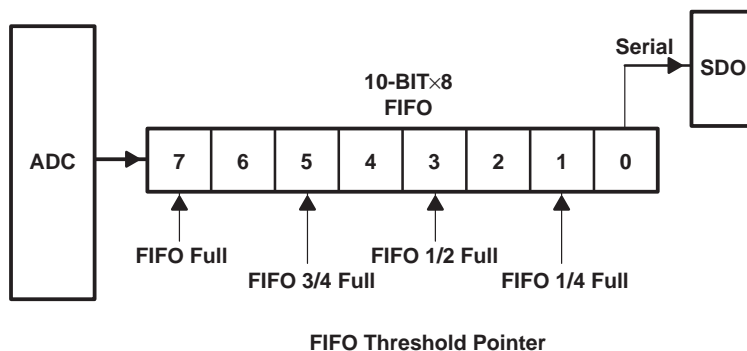 Serial
SDO
10-BIT×8
FIFO
ADC
7 6 5 4 3 2 1 0
FIFO Full
FIFO 3/4 Full
FIFO 1/2 Full
FIFO 1/4 Full
FIFO Threshold Pointer